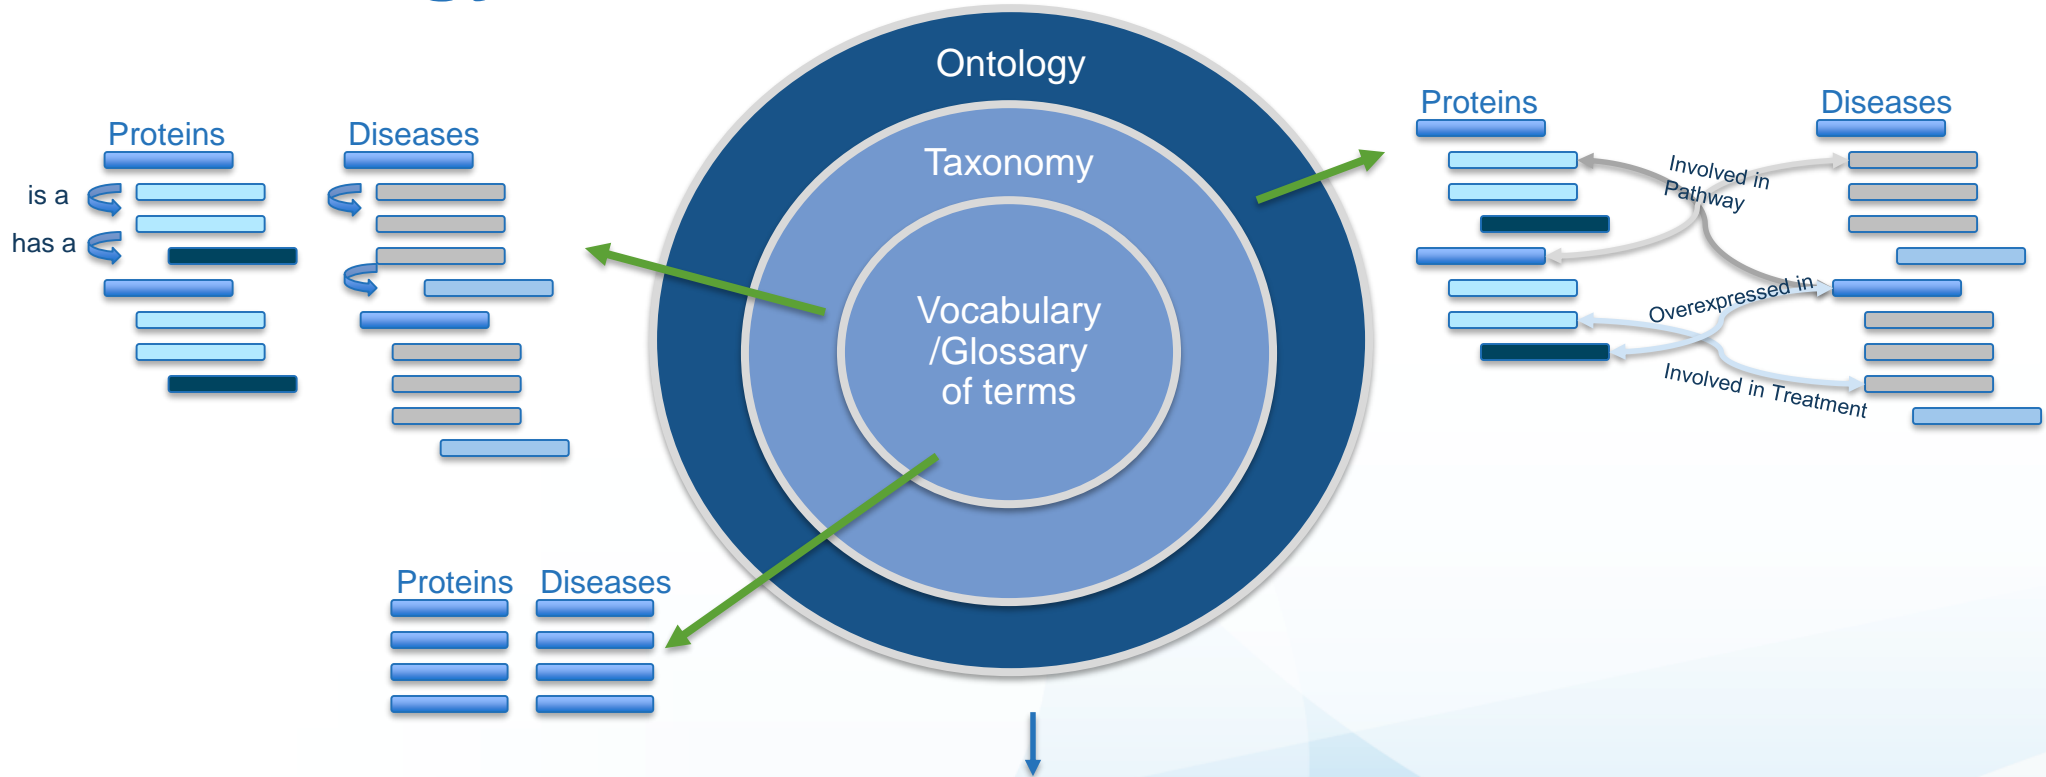 Ontology
Taxonomy
Vocabulary
/Glossary
of terms
Proteins
Diseases
is a
has a
Proteins
Diseases
Involved in
Pathway
Overexpressed in
Involved in Treatment
Proteins
Diseases